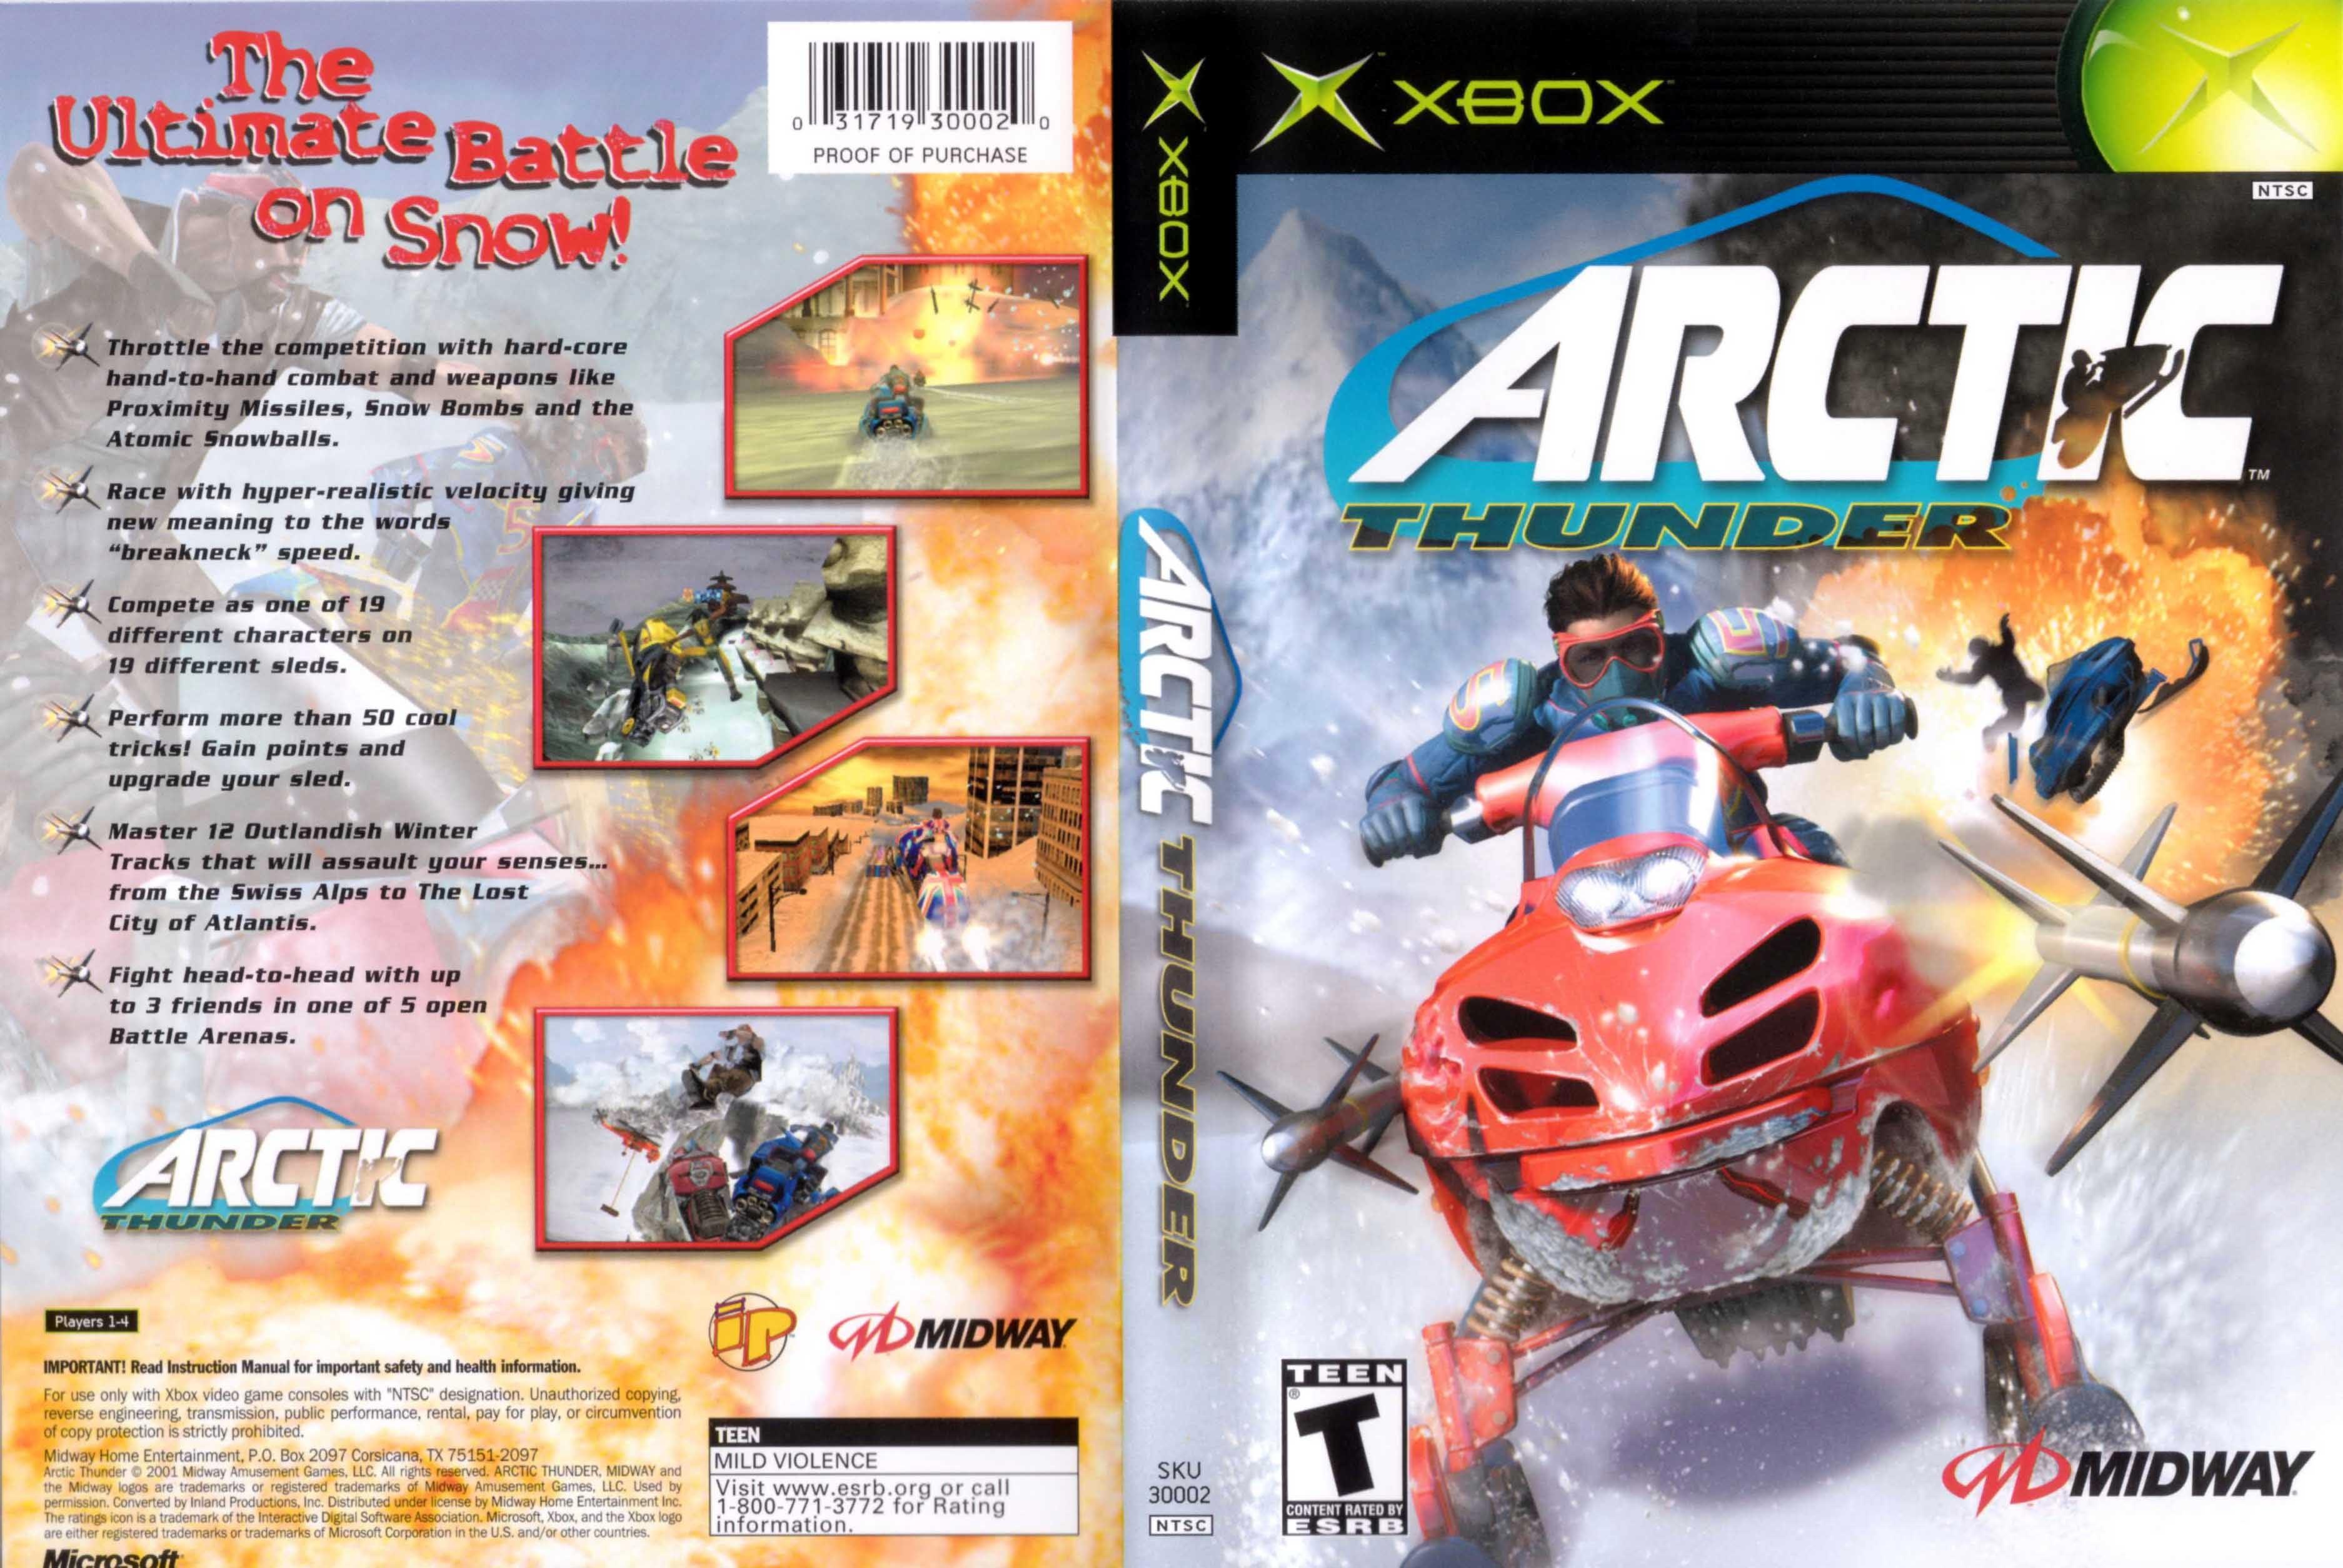 The
Ultimate Battle
on Snow!
0 31719 30002 0
PROOF OF PURCHASE
Throttle the competition with hard-core
hand-to-hand combat and weapons like
Proximity Missiles, Snow Bombs and the
Atomic Snowballs.
Race with hyper-realistic velocity giving
new meaning to the words
"breakneck" speed.
Compete as one of 19
different characters on
19 different sleds.
Perform more than 50 cool
tricks! Gain points and
upgrade your sled.
Master 12 Outlandish Winter
Tracks that will assault your senses...
from the Swiss Alps to The Lost
City of Atlantis.
Fight head-to-head with up
to 3 friends in one of 5 open
Battle Arenas.
ARCTIC
THUNDER
Players 1-4
iP
MIDWAY
IMPORTANT! Read Instruction Manual for important safety and health information.
For use only with Xbox video game consoles with "NTSC" designation. Unauthorized copying,
reverse engineering, transmission, public performance, rental, pay for play, or circumvention
of copy protection is strictly prohibited.
Midway Home Entertainment, P.O. Box 2097 Corsicana, TX 75151-2097
Arctic Thunder © 2001 Midway Amusement Games, LLC. All rights reserved. ARCTIC THUNDER, MIDWAY and
the Midway logos are trademarks or registered trademarks of Midway Amusement Games, LLC. Used by
permission. Converted by Inland Productions, Inc. Distributed under license by Midway Home Entertainment Inc.
The ratings icon is a trademark of the Interactive Digital Software Association. Microsoft, Xbox, and the Xbox logo
are either registered trademarks or trademarks of Microsoft Corporation in the U.S. and/or other countries.
Microsoft
TEEN
MILD VIOLENCE
Visit www.esrb.org or call
1-800-771-3772 for Rating
information.
XBOX
ARCTIC THUNDER
SKU
30002
NTSC
XBOX
NTSC
ARCTIC™
THUNDER
5
5
TEEN
®
T
CONTENT RATED BY
ESRB
MIDWAY